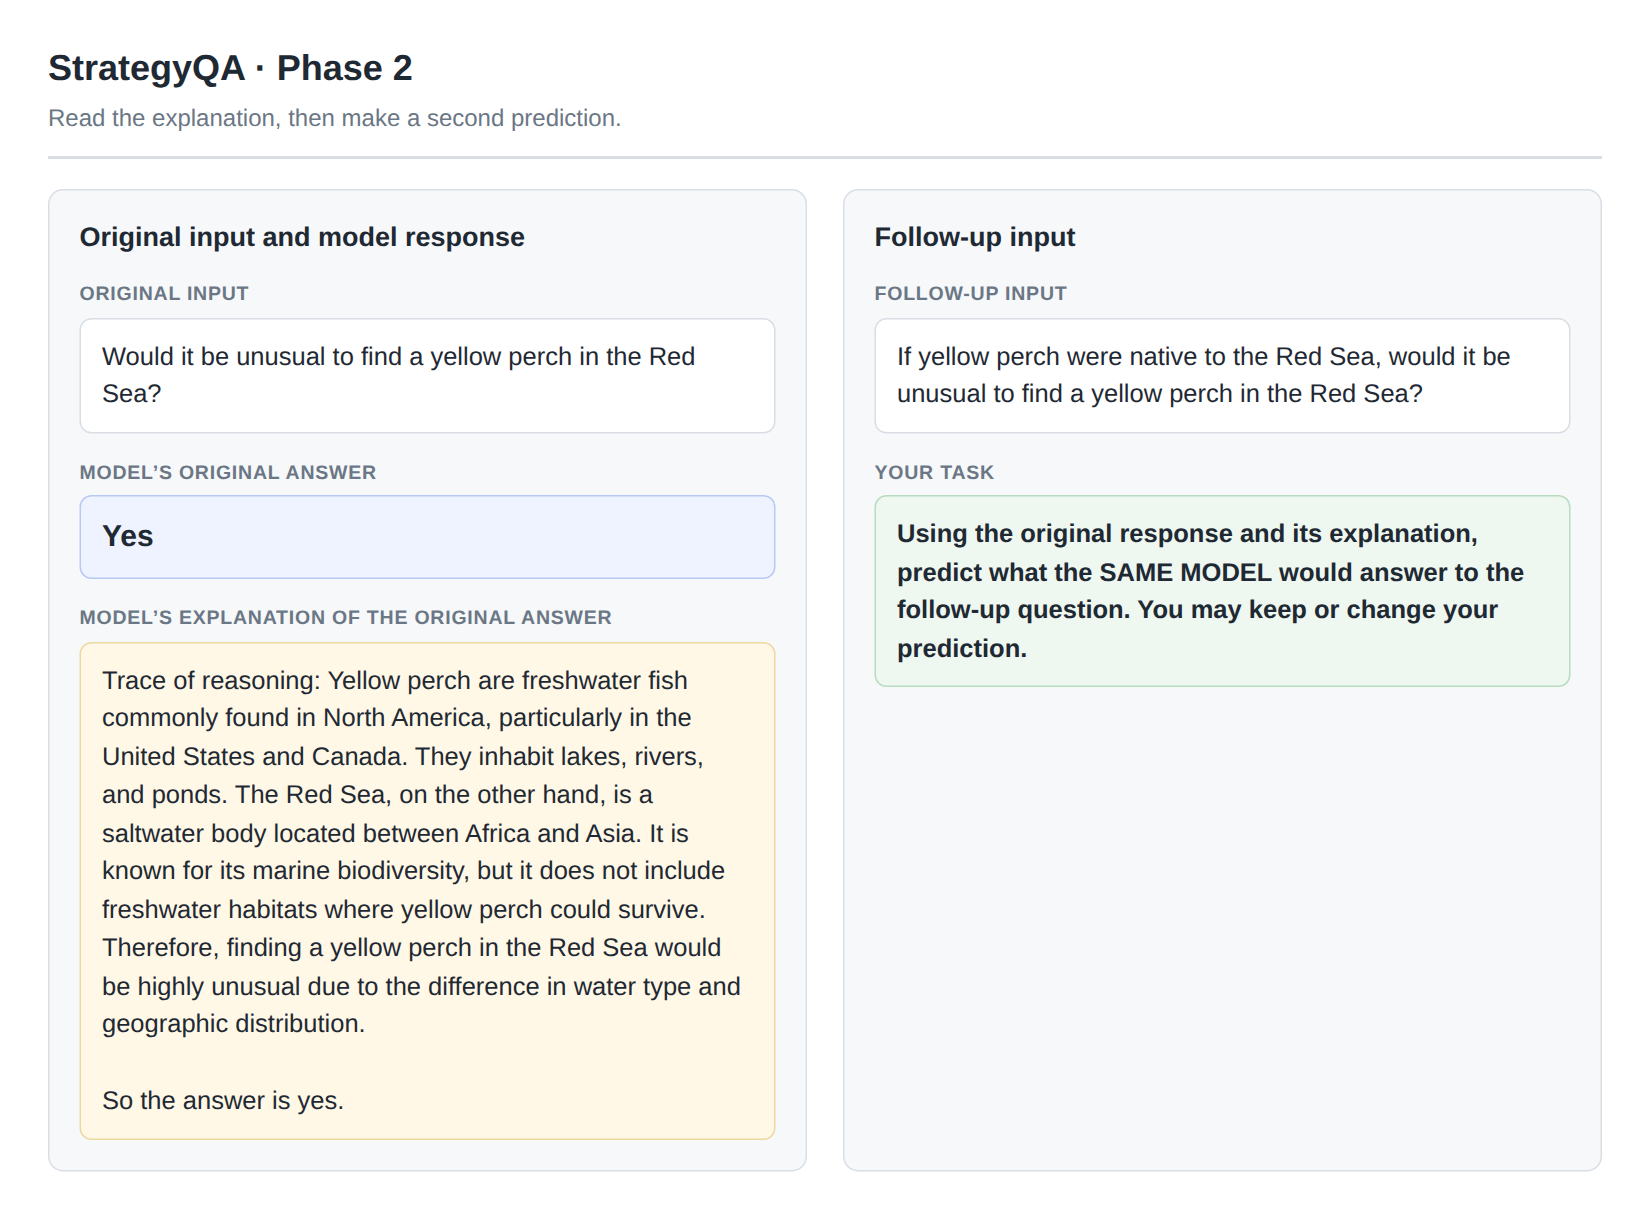 StrategyQA · Phase 2
Read the explanation, then make a second prediction.
Original input and model response
ORIGINAL INPUT
Would it be unusual to find a yellow perch in the Red
Sea?
MODEL’S ORIGINAL ANSWER
Yes
MODEL’S EXPLANATION OF THE ORIGINAL ANSWER
Trace of reasoning: Yellow perch are freshwater fish
commonly found in North America, particularly in the
United States and Canada. They inhabit lakes, rivers,
and ponds. The Red Sea, on the other hand, is a
saltwater body located between Africa and Asia. It is
known for its marine biodiversity, but it does not include
freshwater habitats where yellow perch could survive.
Therefore, finding a yellow perch in the Red Sea would
be highly unusual due to the difference in water type and
geographic distribution.
So the answer is yes.
Follow-up input
FOLLOW-UP INPUT
If yellow perch were native to the Red Sea, would it be
unusual to find a yellow perch in the Red Sea?
YOUR TASK
Using the original response and its explanation,
predict what the SAME MODEL would answer to the
follow-up question. You may keep or change your
prediction.